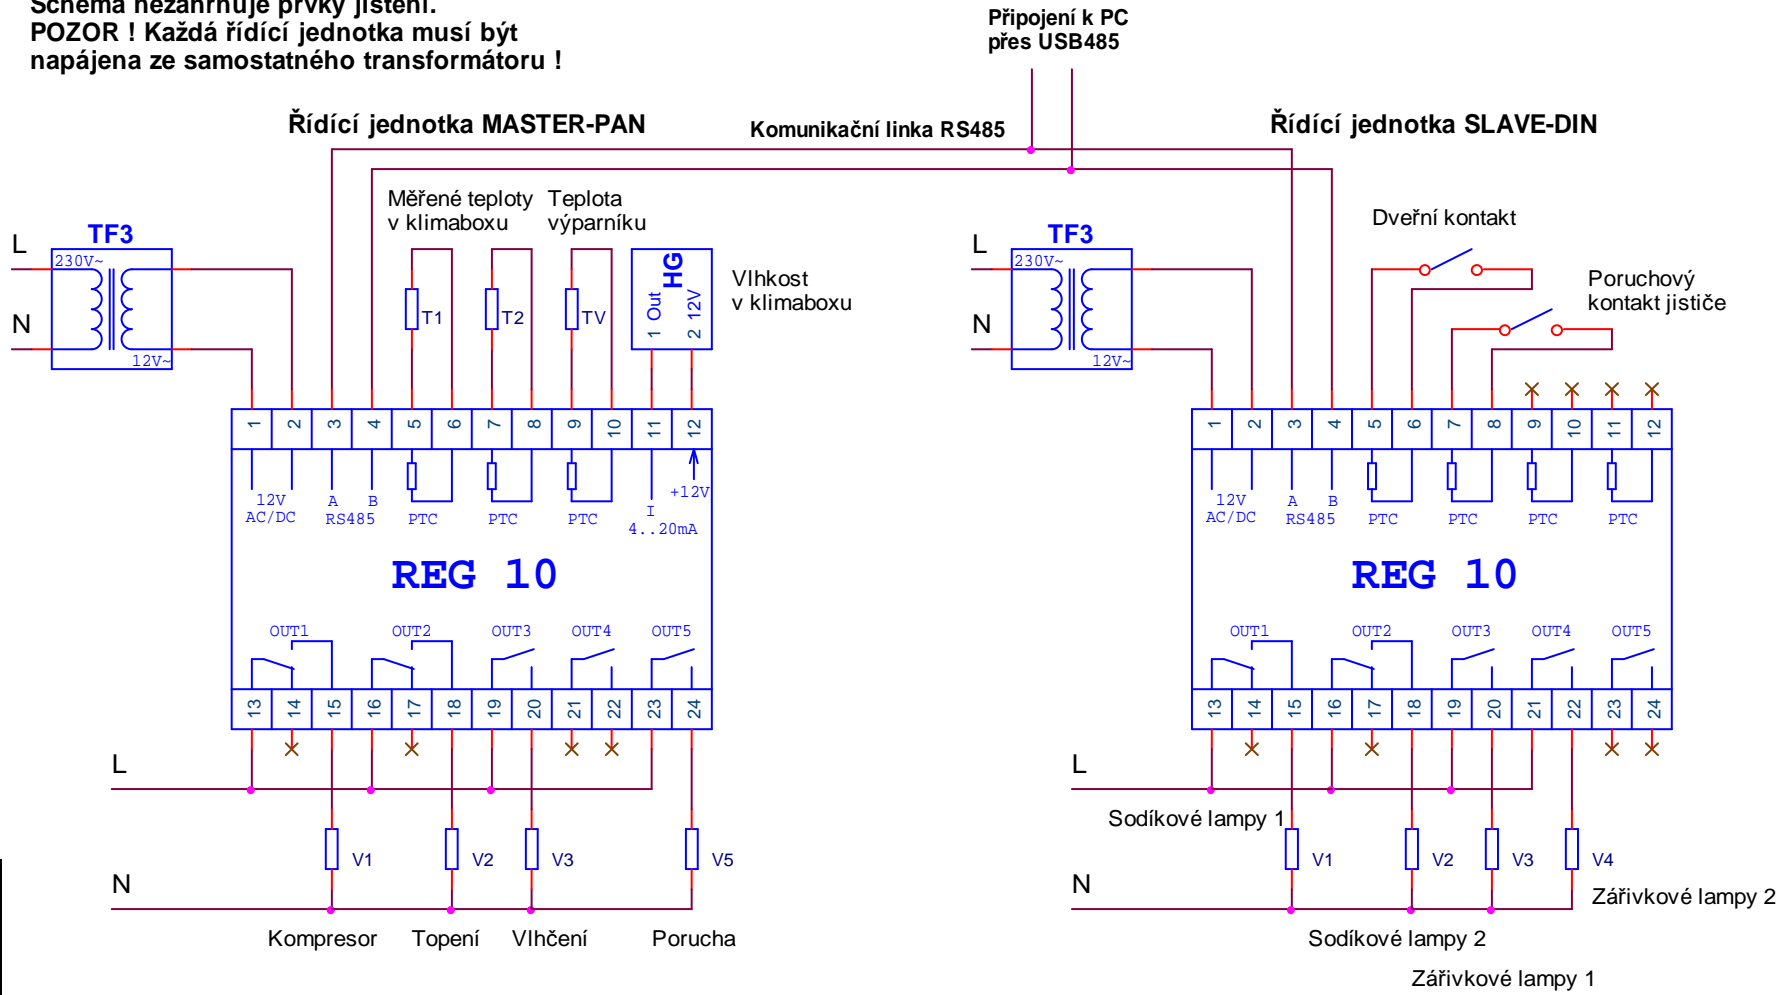 Schéma nezahrnuje prvky jištění.
POZOR ! Každá řídící jednotka musí být
napájena ze samostatného transformátoru !
Připojení k PC
přes USB485
Řídící jednotka MASTER-PAN
Komunikační linka RS485
Řídící jednotka SLAVE-DIN
Měřené teploty
v klimaboxu
Teplota
výparníku
Vlhkost
v klimaboxu
Dveřní kontakt
Poruchový
kontakt jističe
L
N
TF3
230V~
12V~
T1
T2
TV
HG
1 Out
2 12V
L
N
TF3
230V~
12V~
1 2 3 4 5 6 7 8 9 10 11 12
12V
AC/DC
A B
RS485
PTC
PTC
PTC
I
4..20mA
+12V
REG 10
OUT1 OUT2 OUT3 OUT4 OUT5
13 14 15 16 17 18 19 20 21 22 23 24
L
N
V1
V2
V3
V5
Kompresor
Topení
Vlhčení
Porucha
1 2 3 4 5 6 7 8 9 10 11 12
12V
AC/DC
A B
RS485
PTC
PTC
PTC
PTC
REG 10
OUT1 OUT2 OUT3 OUT4 OUT5
13 14 15 16 17 18 19 20 21 22 23 24
L
N
Sodíkové lampy 1
V1
V2
V3
V4
Zářivkové lampy 2
Sodíkové lampy 2
Zářivkové lampy 1